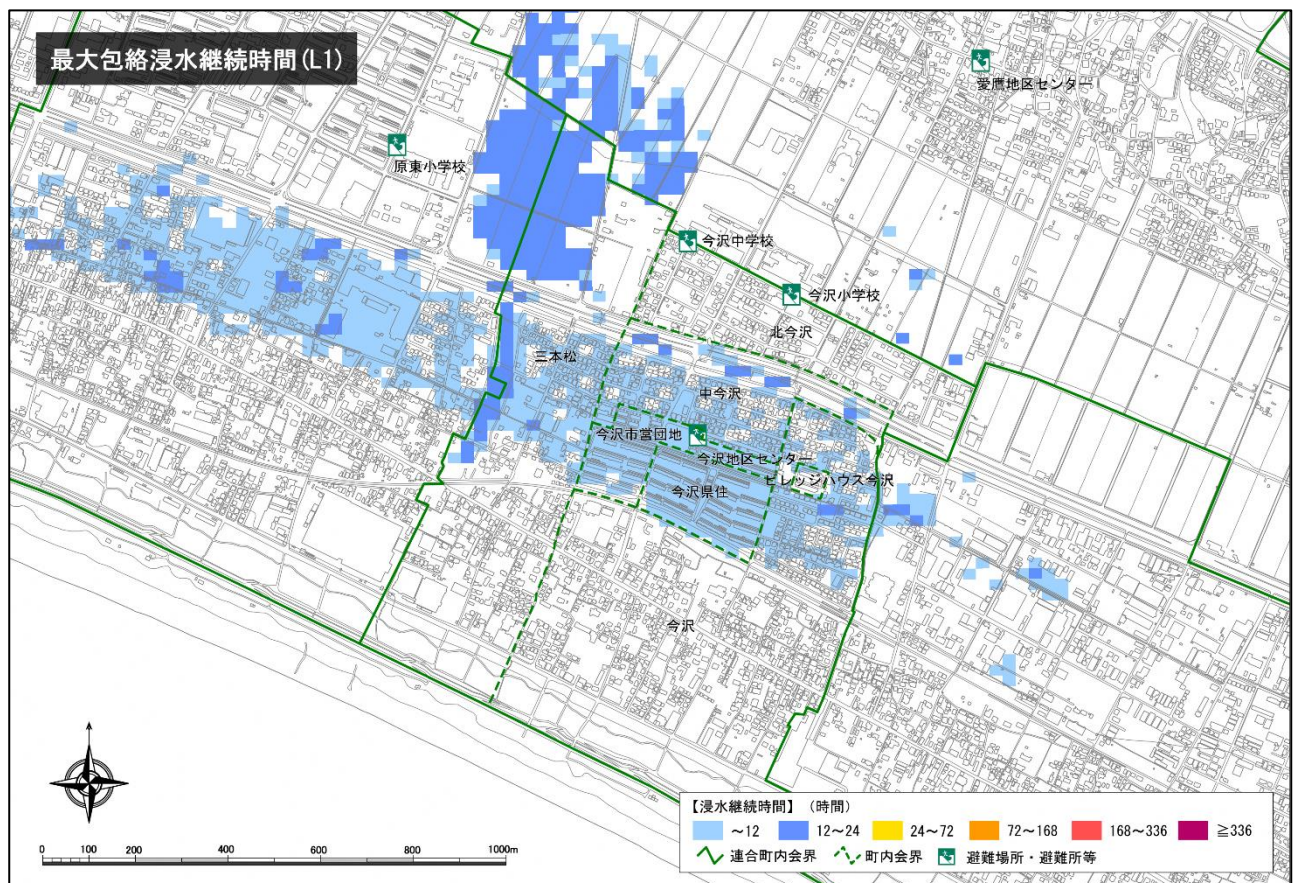 最大包絡浸水継続時間(L1)
愛鷹地区センター
原東小学校
今沢中学校
今沢小学校
北今沢
三本松
中今沢
今沢市営団地
今沢地区センター
ビレッジハウス今沢
今沢県住
今沢
【浸水継続時間】（時間）
～12 12～24 24～72 72～168 168～336 ≧336
連合町内会界 町内会界 避難場所・避難所等
0 100 200 400 600 800 1000m